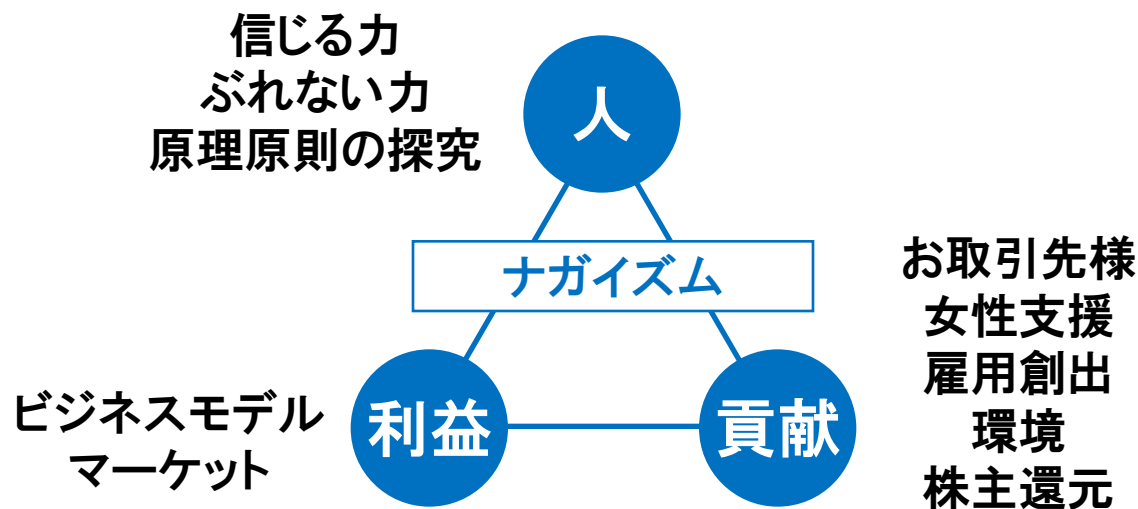 信じる力
ぶれない力
原理原則の探究
人
ナガイズム
お取引先様
女性支援
雇用創出
環境
株主還元
ビジネスモデル
マーケット
利益
貢献